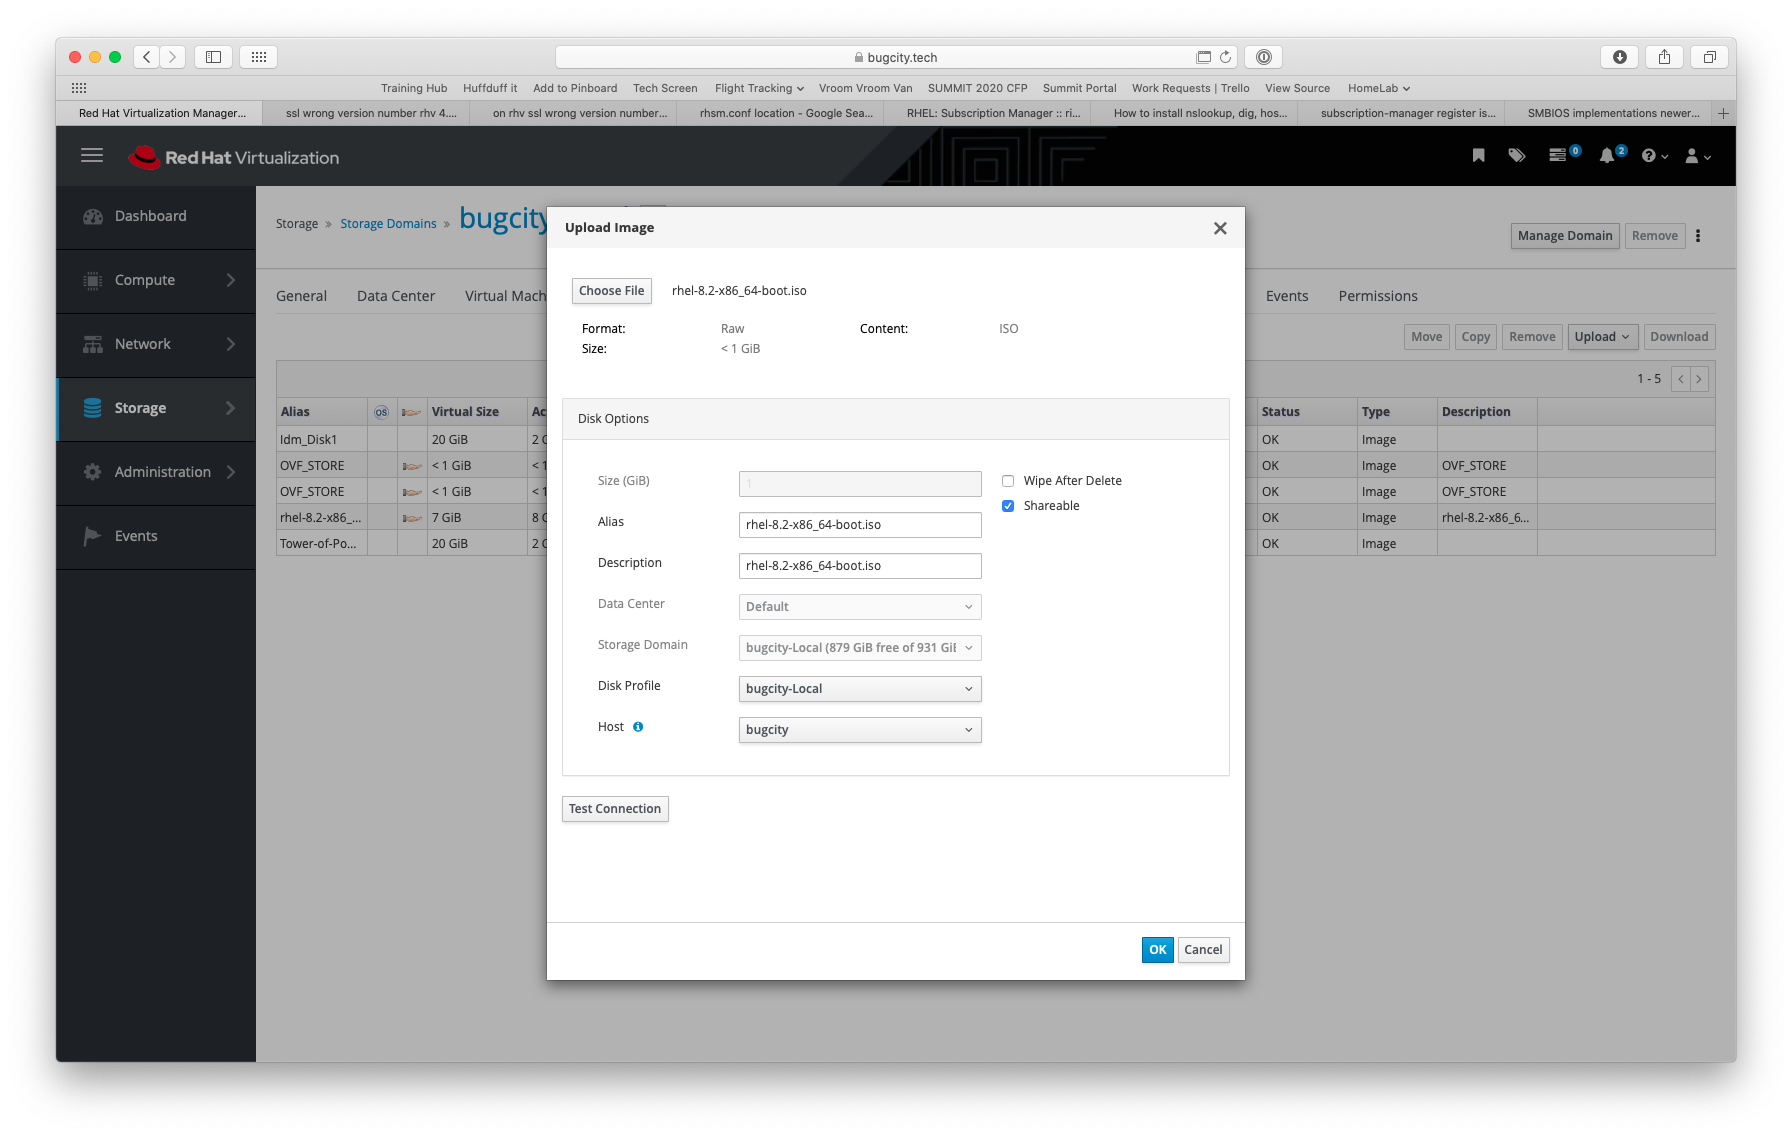 bugcity.tech
Training Hub Huffduff it Add to Pinboard Tech Screen Flight Tracking Vroom Vroom Van SUMMIT 2020 CFP Summit Portal Work Requests | Trello View Source HomeLab
Red Hat Virtualization Manager... ssl wrong version number rhv 4.... on rhv ssl wrong version number... rhsm.conf location - Google Sea... RHEL: Subscription Manager :: ri... How to install nslookup, dig, hos... subscription-manager register is... SMBIOS implementations newer...
Red Hat Virtualization 0 2
Dashboard
Compute
Network
Storage
Administration
Events
Storage » Storage Domains » bugcity
Manage Domain Remove
General Data Center Virtual Mach Events Permissions
Move Copy Remove Upload Download
1 - 5
Alias OS Virtual Size Ac Status Type Description
Idm_Disk1 20 GiB 2 G OK Image
OVF_STORE < 1 GiB < 1 OK Image OVF_STORE
OVF_STORE < 1 GiB < 1 OK Image OVF_STORE
rhel-8.2-x86_... 7 GiB 8 G OK Image rhel-8.2-x86_6...
Tower-of-Po... 20 GiB 2 G OK Image
Upload Image
Choose File rhel-8.2-x86_64-boot.iso
Format: Raw Content: ISO
Size: < 1 GiB
Disk Options
Size (GiB) 1 Wipe After Delete
Shareable
Alias rhel-8.2-x86_64-boot.iso
Description rhel-8.2-x86_64-boot.iso
Data Center Default
Storage Domain bugcity-Local (879 GiB free of 931 GiB
Disk Profile bugcity-Local
Host bugcity
Test Connection
OK Cancel